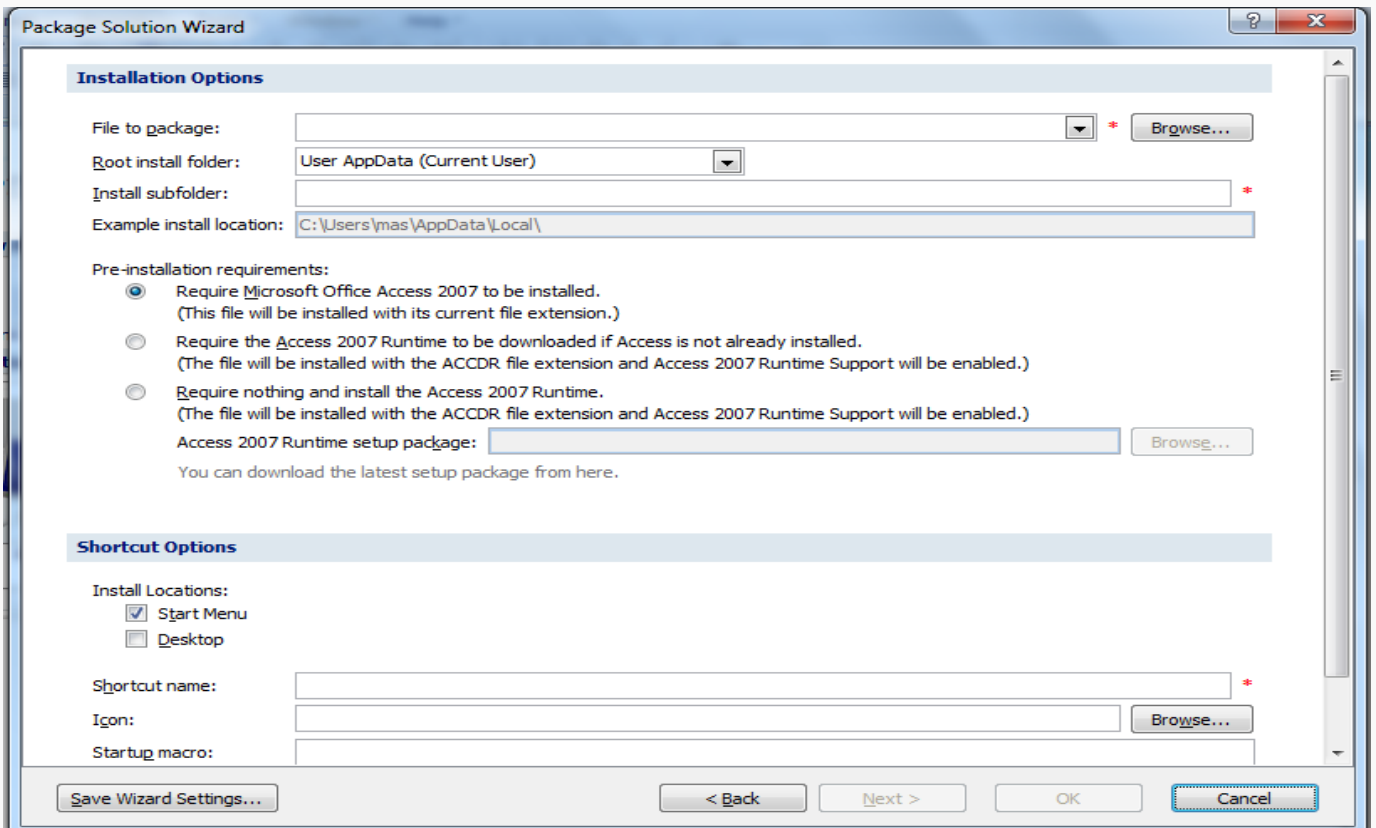 Package Solution Wizard
Installation Options
File to package: * Browse...
Root install folder: User AppData (Current User)
Install subfolder: *
Example install location: C:\Users\mas\AppData\Local\
Pre-installation requirements:
Require Microsoft Office Access 2007 to be installed.
(This file will be installed with its current file extension.)
Require the Access 2007 Runtime to be downloaded if Access is not already installed.
(The file will be installed with the ACCDR file extension and Access 2007 Runtime Support will be enabled.)
Require nothing and install the Access 2007 Runtime.
(The file will be installed with the ACCDR file extension and Access 2007 Runtime Support will be enabled.)
Access 2007 Runtime setup package: Browse...
You can download the latest setup package from here.
Shortcut Options
Install Locations:
Start Menu
Desktop
Shortcut name: *
Icon: Browse...
Startup macro:
Save Wizard Settings... < Back Next > OK Cancel